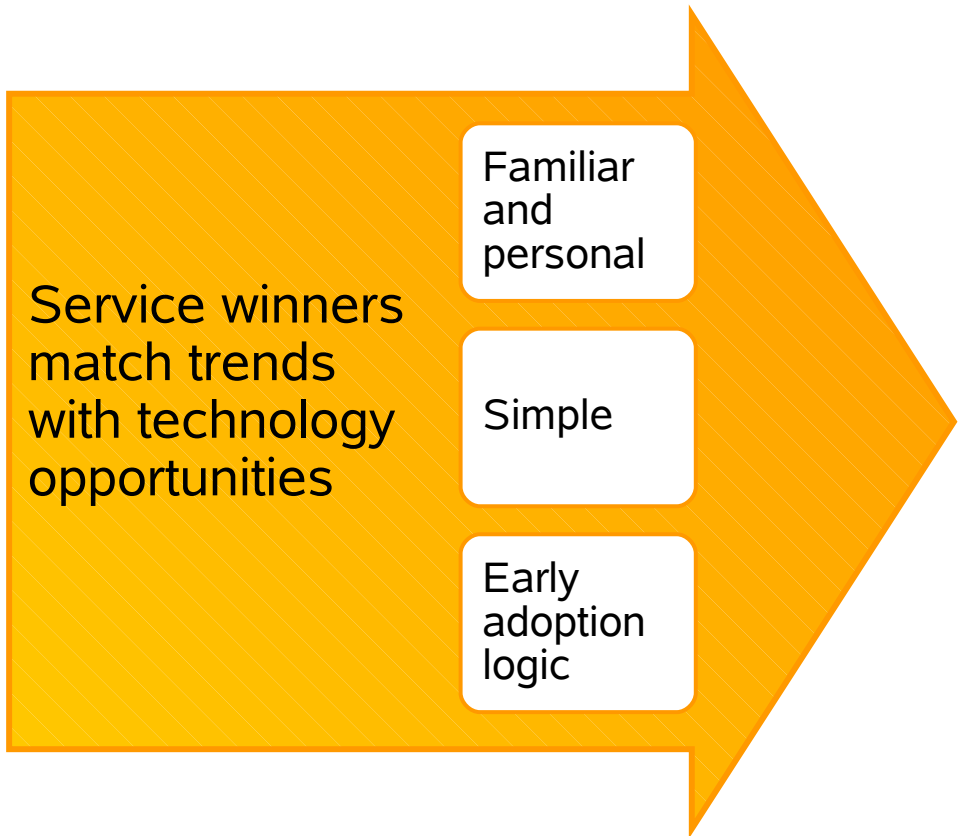 Service winners
match trends
with technology
opportunities
Familiar
and
personal
Simple
Early
adoption
logic